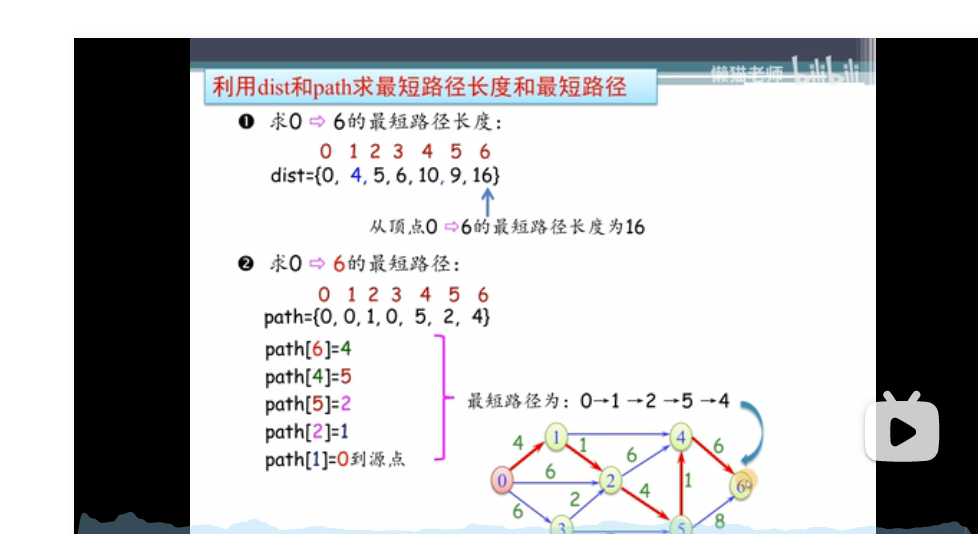 懒猫老师 bilibili
利用dist和path求最短路径长度和最短路径
❶ 求0 ⇨ 6的最短路径长度：
0 1 2 3 4 5 6
dist={0, 4, 5, 6, 10, 9, 16}
从顶点0 ⇨6的最短路径长度为16
❷ 求0 ⇨ 6的最短路径：
0 1 2 3 4 5 6
path={0, 0, 1, 0, 5, 2, 4}
path[6]=4
path[4]=5
path[5]=2
path[2]=1
path[1]=0到源点
最短路径为：0→1→2→5→4
4 1 1 4 6
6 6
0 2 4 1 6
6 2
3 5 8